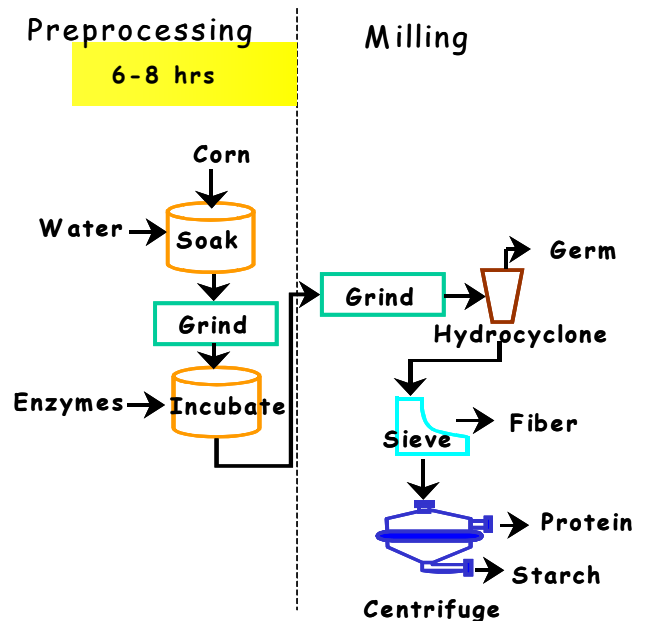 Preprocessing
6-8 hrs
Corn
Water
Soak
Grind
Enzymes
Incubate
Milling
Grind
Germ
Hydrocyclone
Sieve
Fiber
Protein
Starch
Centrifuge